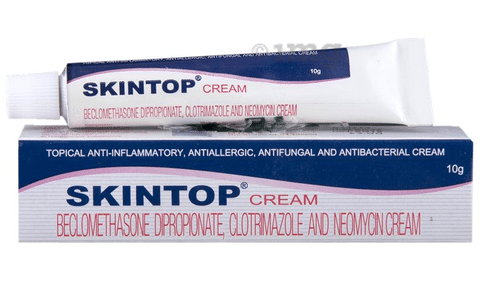 SKINTOP® CREAM
10g
BECLOMETHASONE DIPROPIONATE, CLOTRIMAZOLE AND NEOMYCIN CREAM
TOPICAL ANTI-INFLAMMATORY, ANTIALLERGIC, ANTIFUNGAL AND ANTIBACTERIAL CREAM
10g
SKINTOP® CREAM
BECLOMETHASONE DIPROPIONATE, CLOTRIMAZOLE AND NEOMYCIN CREAM